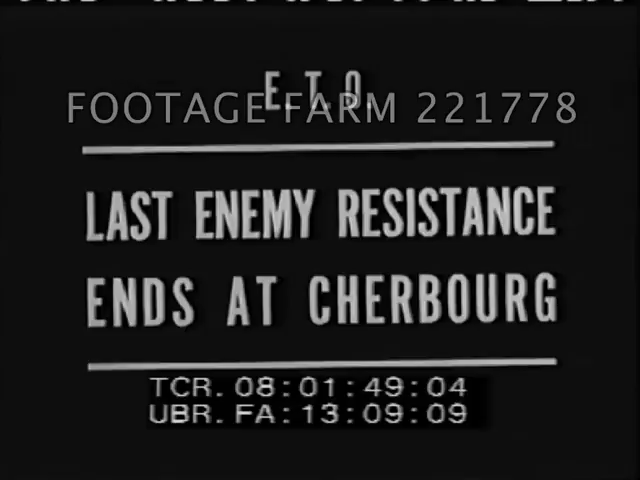 E.T.O.
FOOTAGE FARM 221778
LAST ENEMY RESISTANCE
ENDS AT CHERBOURG
TCR. 08:01:49:04
UBR. FA:13:09:09